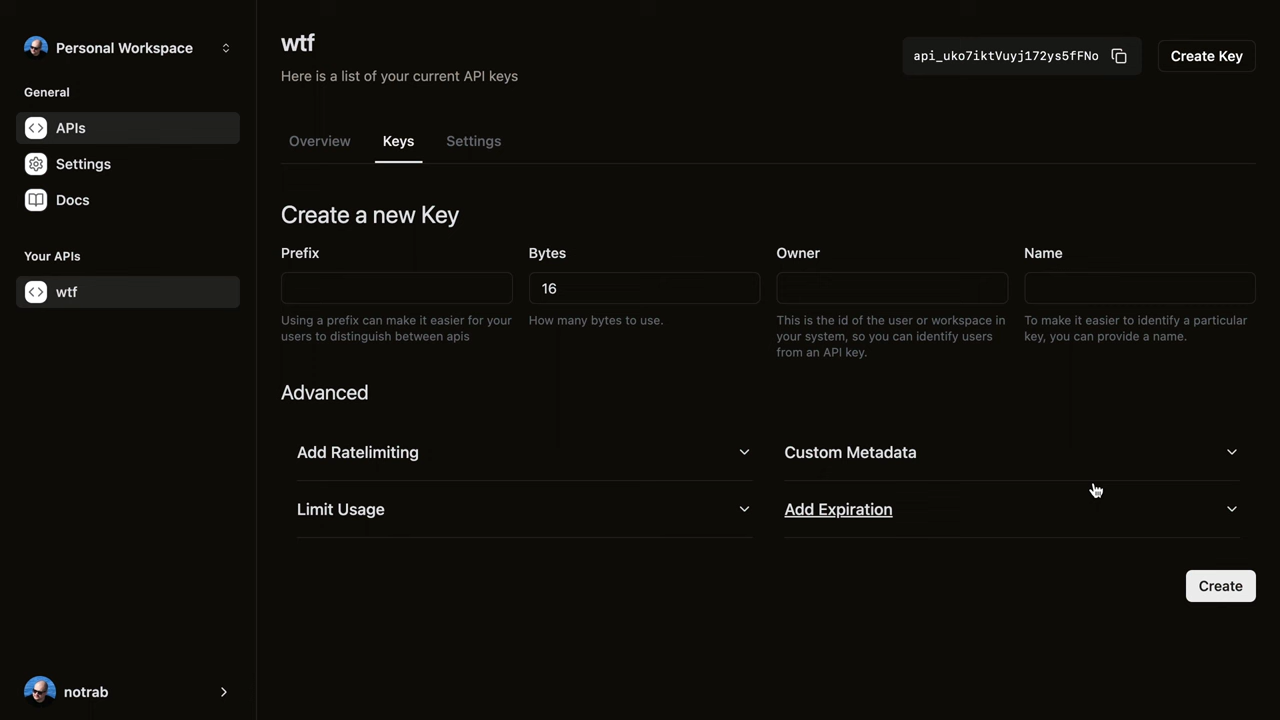 Personal Workspace
General
APIs
Settings
Docs
Your APIs
wtf
notrab
wtf
Here is a list of your current API keys
api_uko7iktVuyj172ys5fFNo
Create Key
Overview
Keys
Settings
Create a new Key
Prefix
Using a prefix can make it easier for your
users to distinguish between apis
Bytes
16
How many bytes to use.
Owner
This is the id of the user or workspace in
your system, so you can identify users
from an API key.
Name
To make it easier to identify a particular
key, you can provide a name.
Advanced
Add Ratelimiting
Custom Metadata
Limit Usage
Add Expiration
Create